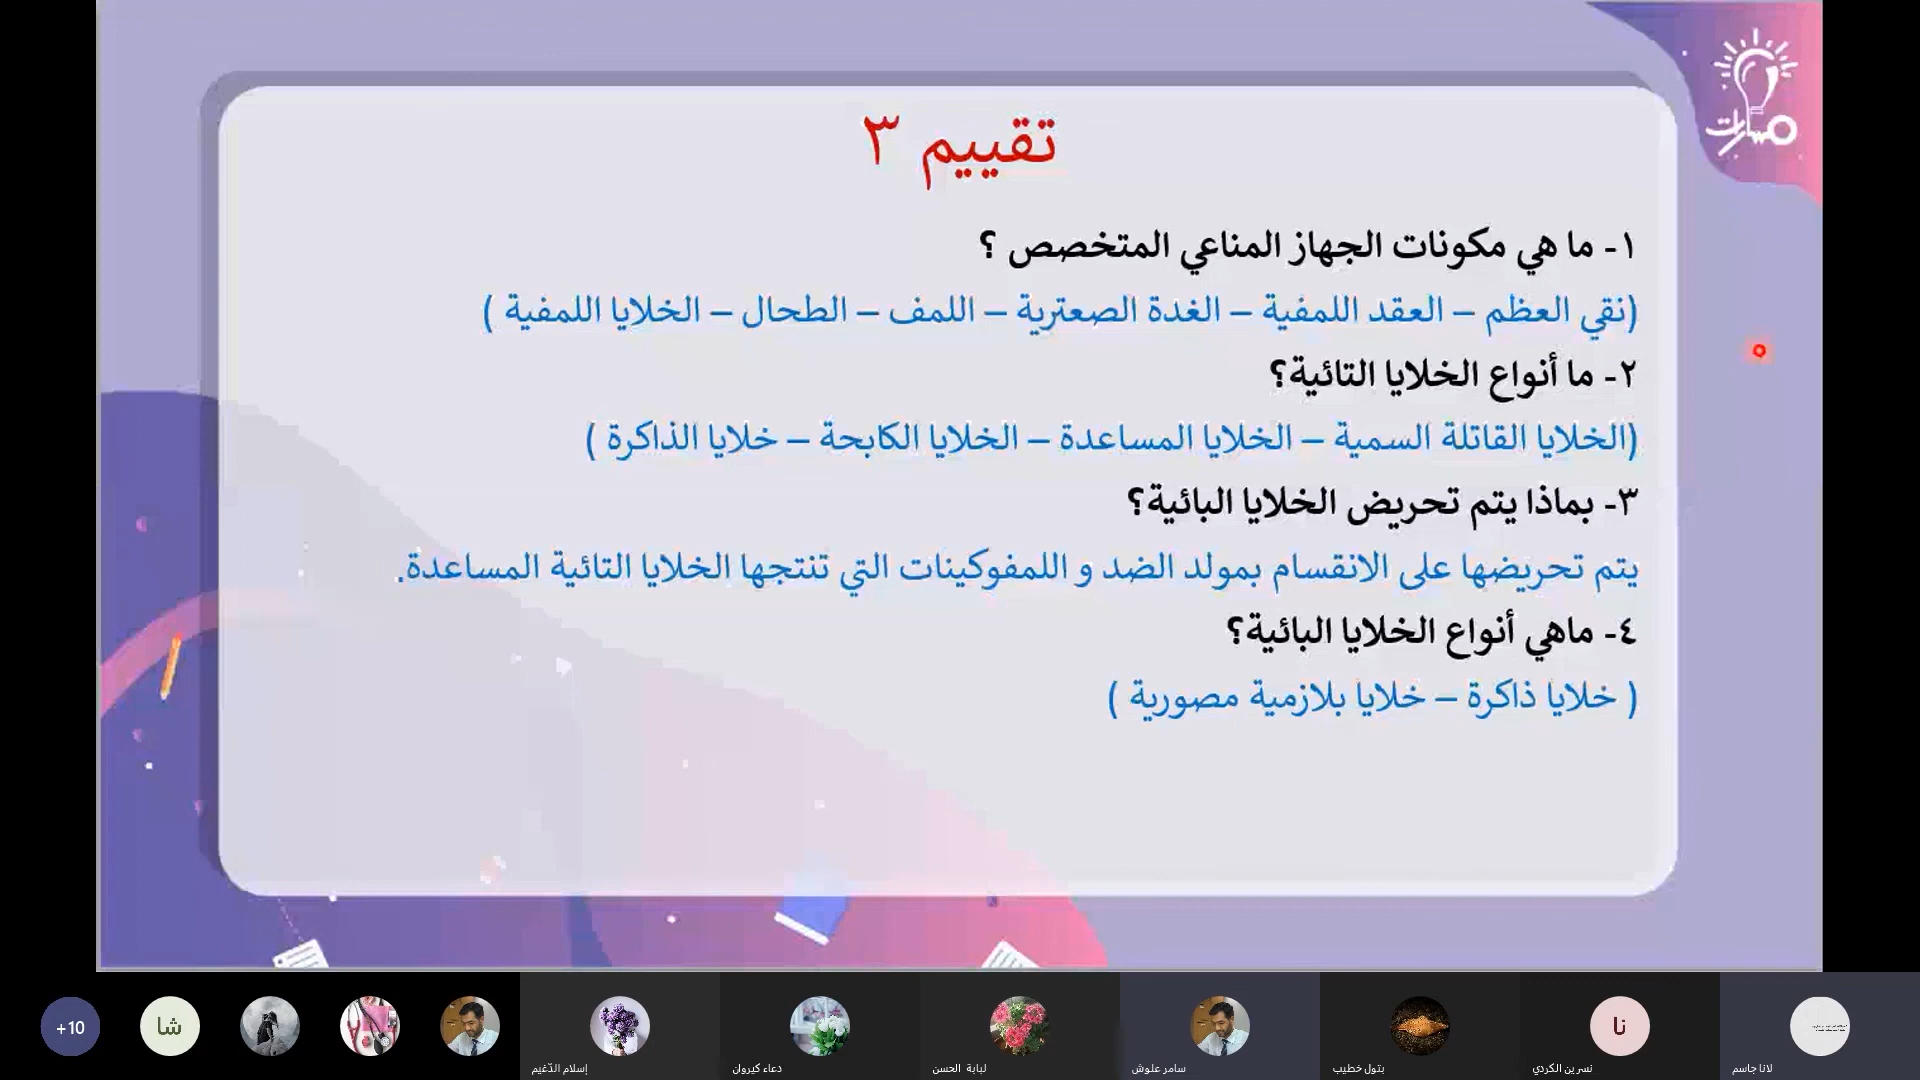 مسارات
تقييم ٣
١- ما هي مكونات الجهاز المناعي المتخصص ؟
(نقي العظم – العقد اللمفية – الغدة الصعترية – اللمف – الطحال – الخلايا اللمفية )
٢- ما أنواع الخلايا التائية؟
(الخلايا القاتلة السمية – الخلايا المساعدة – الخلايا الكابحة – خلايا الذاكرة )
٣- بماذا يتم تحريض الخلايا البائية؟
يتم تحريضها على الانقسام بمولد الضد و اللمفوكينات التي تنتجها الخلايا التائية المساعدة.
٤- ماهي أنواع الخلايا البائية؟
( خلايا ذاكرة – خلايا بلازمية مصورية )
+10
شا
نا
إسلام الدّغيم
دعاء كيروان
لبابة الحسن
سامر علوش
بتول خطيب
نسرين الكردي
لانا جاسم